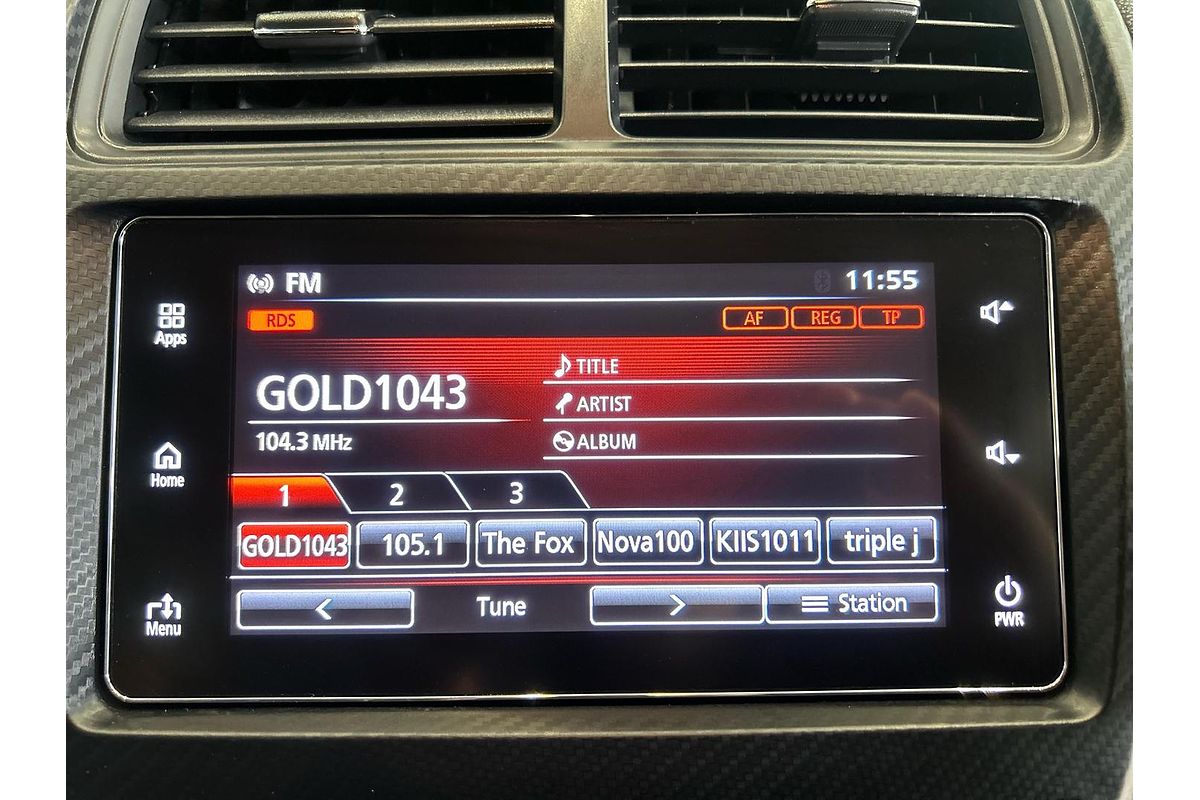 FM
11:55
RDS
AF REG TP
GOLD1043
104.3 MHz
TITLE
ARTIST
ALBUM
1 2 3
GOLD1043 105.1 The Fox Nova100 KIIS1011 triple j
< Tune > Station
Apps
Home
Menu
PWR